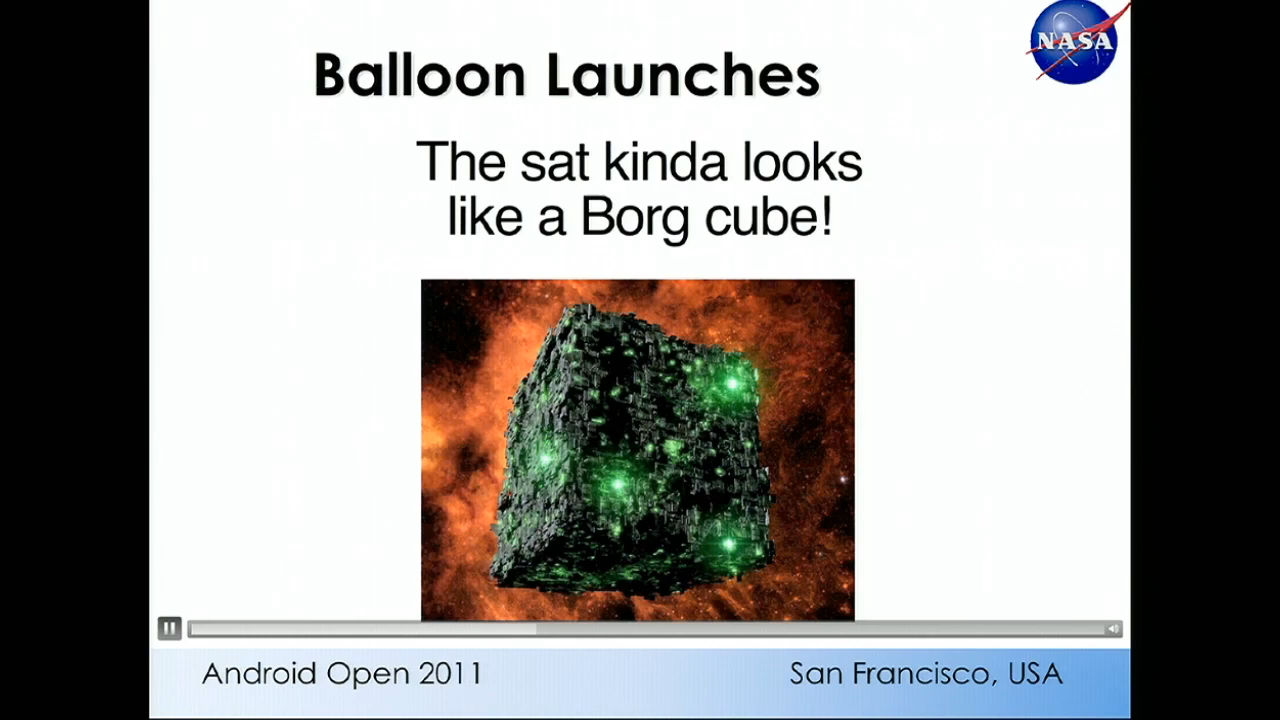 NASA
Balloon Launches
The sat kinda looks
like a Borg cube!
Android Open 2011
San Francisco, USA